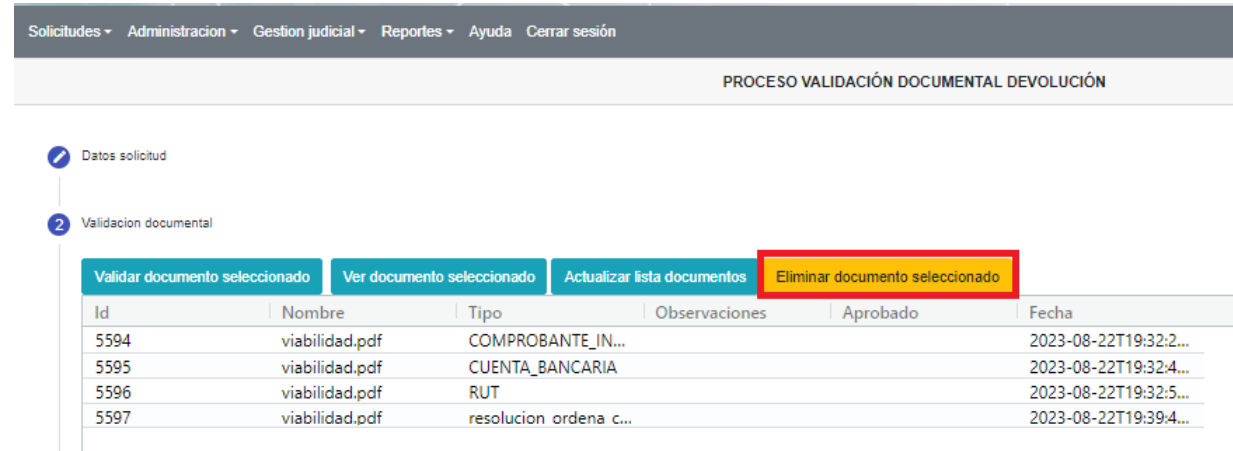 Solicitudes Administracion Gestion judicial Reportes Ayuda Cerrar sesión
PROCESO VALIDACIÓN DOCUMENTAL DEVOLUCIÓN
Datos solicitud
2 Validacion documental
Validar documento seleccionado Ver documento seleccionado Actualizar lista documentos Eliminar documento seleccionado
Id Nombre Tipo Observaciones Aprobado Fecha
5594 viabilidad.pdf COMPROBANTE_IN... 2023-08-22T19:32:2...
5595 viabilidad.pdf CUENTA_BANCARIA 2023-08-22T19:32:4...
5596 viabilidad.pdf RUT 2023-08-22T19:32:5...
5597 viabilidad.pdf resolucion_ordena_c... 2023-08-22T19:39:4...